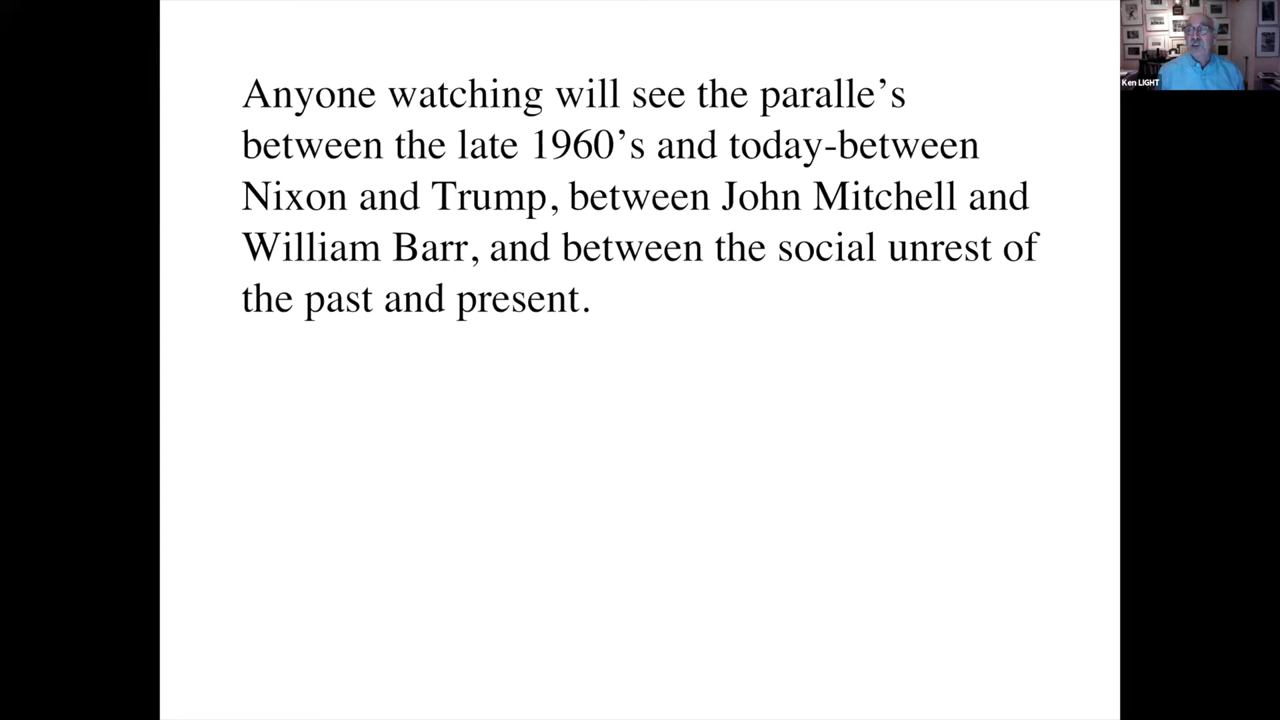 Anyone watching will see the paralle’s
between the late 1960’s and today-between
Nixon and Trump, between John Mitchell and
William Barr, and between the social unrest of
the past and present.
Ken LIGHT